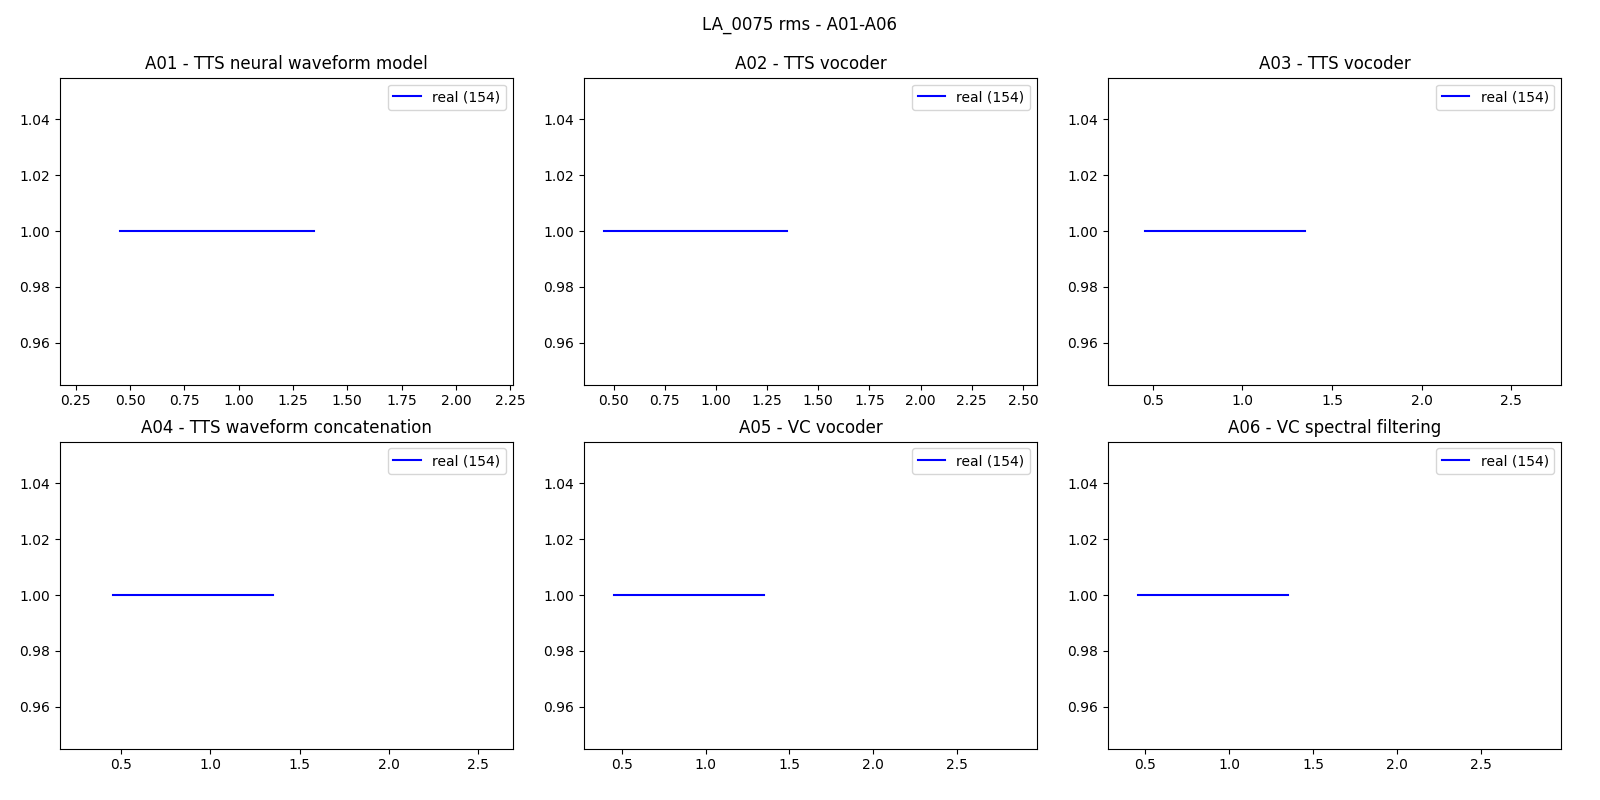 LA_0075 rms - A01-A06
A01 - TTS neural waveform model
real (154)
1.04
1.02
1.00
0.98
0.96
0.25 0.50 0.75 1.00 1.25 1.50 1.75 2.00 2.25
A02 - TTS vocoder
real (154)
1.04
1.02
1.00
0.98
0.96
0.50 0.75 1.00 1.25 1.50 1.75 2.00 2.25 2.50
A03 - TTS vocoder
real (154)
1.04
1.02
1.00
0.98
0.96
0.5 1.0 1.5 2.0 2.5
A04 - TTS waveform concatenation
real (154)
1.04
1.02
1.00
0.98
0.96
0.5 1.0 1.5 2.0 2.5
A05 - VC vocoder
real (154)
1.04
1.02
1.00
0.98
0.96
0.5 1.0 1.5 2.0 2.5
A06 - VC spectral filtering
real (154)
1.04
1.02
1.00
0.98
0.96
0.5 1.0 1.5 2.0 2.5